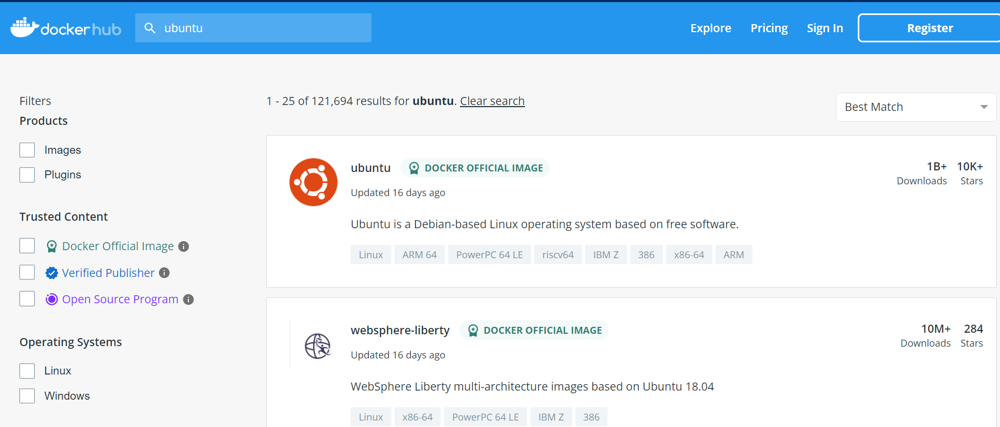 docker hub
ubuntu
Explore Pricing Sign In Register
Filters
Products
Images
Plugins
Trusted Content
Docker Official Image
Verified Publisher
Open Source Program
Operating Systems
Linux
Windows
1 - 25 of 121,694 results for ubuntu. Clear search
Best Match
ubuntu DOCKER OFFICIAL IMAGE
1B+ 10K+
Downloads Stars
Updated 16 days ago
Ubuntu is a Debian-based Linux operating system based on free software.
Linux ARM 64 PowerPC 64 LE riscv64 IBM Z 386 x86-64 ARM
websphere-liberty DOCKER OFFICIAL IMAGE
10M+ 284
Downloads Stars
Updated 16 days ago
WebSphere Liberty multi-architecture images based on Ubuntu 18.04
Linux x86-64 PowerPC 64 LE IBM Z 386